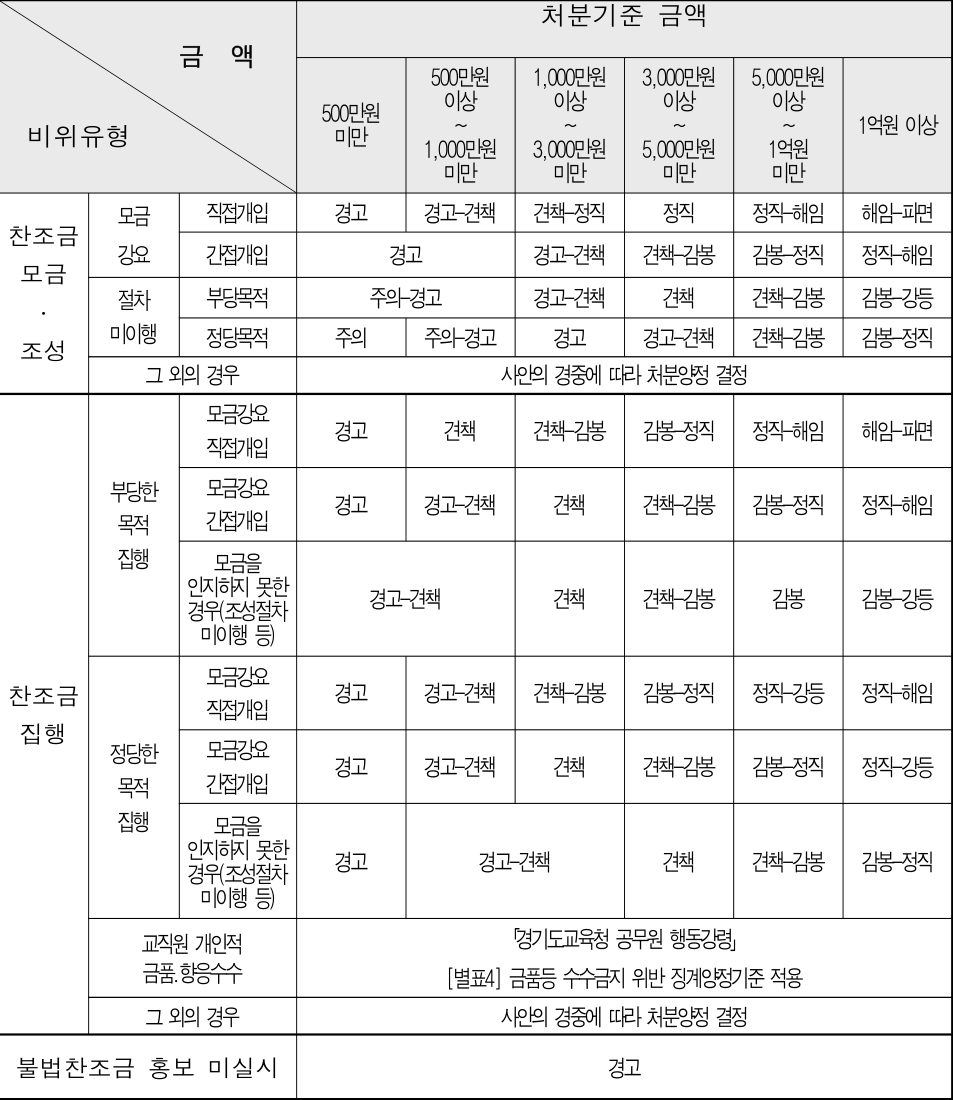 처분기준 금액
금 액
비위유형
500만원
미만
500만원
이상
~
1,000만원
미만
1,000만원
이상
~
3,000만원
미만
3,000만원
이상
~
5,000만원
미만
5,000만원
이상
~
1억원
미만
1억원 이상
찬조금
모금
·
조성
모금
강요
직접개입
경고
경고–견책
견책–정직
정직
정직–해임
해임–파면
간접개입
경고
경고–견책
견책–감봉
감봉–정직
정직–해임
절차
미이행
부당목적
주의–경고
경고–견책
견책
견책–감봉
감봉–강등
정당목적
주의
주의–경고
경고
경고–견책
견책–감봉
감봉–정직
그 외의 경우
사안의 경중에 따라 처분양정 결정
찬조금
집행
부당한
목적
집행
모금강요
직접개입
경고
견책
견책–감봉
감봉–정직
정직–해임
해임–파면
모금강요
간접개입
경고
경고–견책
견책
견책–감봉
감봉–정직
정직–해임
모금을
인지하지 못한
경우(조성절차
미이행 등)
경고–견책
견책
견책–감봉
감봉
감봉–강등
정당한
목적
집행
모금강요
직접개입
경고
경고–견책
견책–감봉
감봉–정직
정직–강등
정직–해임
모금강요
간접개입
경고
경고–견책
견책
견책–감봉
감봉–정직
정직–강등
모금을
인지하지 못한
경우(조성절차
미이행 등)
경고
경고–견책
견책
견책–감봉
감봉–정직
교직원 개인적
금품.향응수수
「경기도교육청 공무원 행동강령」
[별표4] 금품등 수수금지 위반 징계양정기준 적용
그 외의 경우
사안의 경중에 따라 처분양정 결정
불법찬조금 홍보 미실시
경고